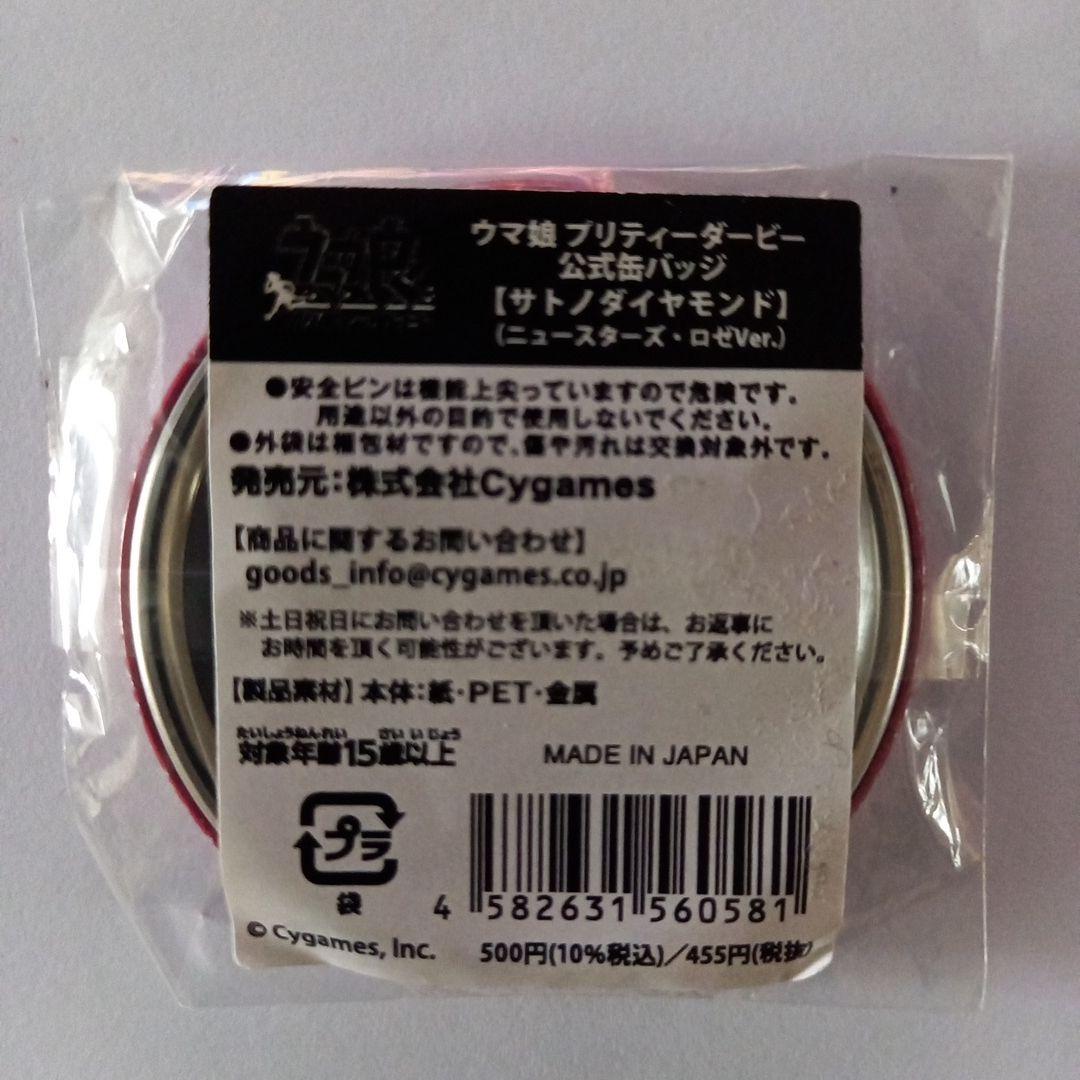 ウマ娘
ウマ娘 プリティーダービー
公式缶バッジ
【サトノダイヤモンド】
(ニュースターズ・ロゼVer.)
●安全ピンは機能上尖っていますので危険です。
用途以外の目的で使用しないでください。
●外袋は梱包材ですので、傷や汚れは交換対象外です。
発売元:株式会社Cygames
【商品に関するお問い合わせ】
goods_info@cygames.co.jp
※土日祝日にお問い合わせを頂いた場合は、お返事に
お時間を頂く可能性がございます。予めご了承ください。
【製品素材】本体:紙・PET・金属
たいしょうねんれい さいいじょう
対象年齢15歳以上
MADE IN JAPAN
プラ
袋
4 582631 560581
© Cygames, Inc.
500円(10%税込)/455円(税抜)